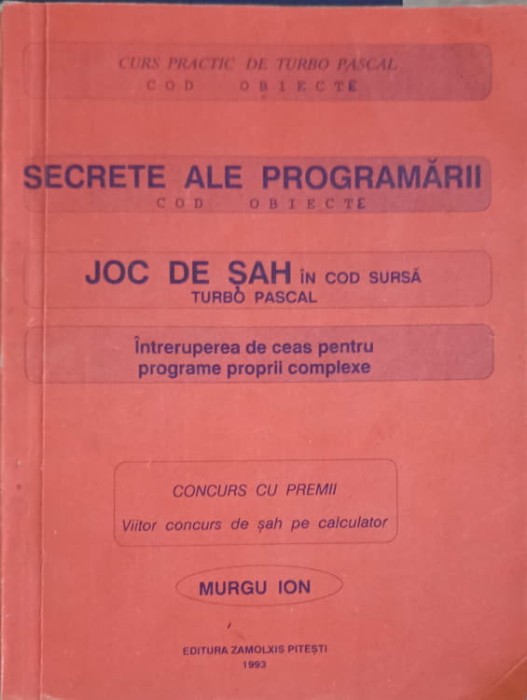 CURS PRACTIC DE TURBO PASCAL
COD OBIECTE
SECRETE ALE PROGRAMĂRII
COD OBIECTE
JOC DE ȘAH ÎN COD SURSĂ
TURBO PASCAL
Întreruperea de ceas pentru
programe proprii complexe
CONCURS CU PREMII
Viitor concurs de șah pe calculator
MURGU ION
EDITURA ZAMOLXIS PITEȘTI
1993